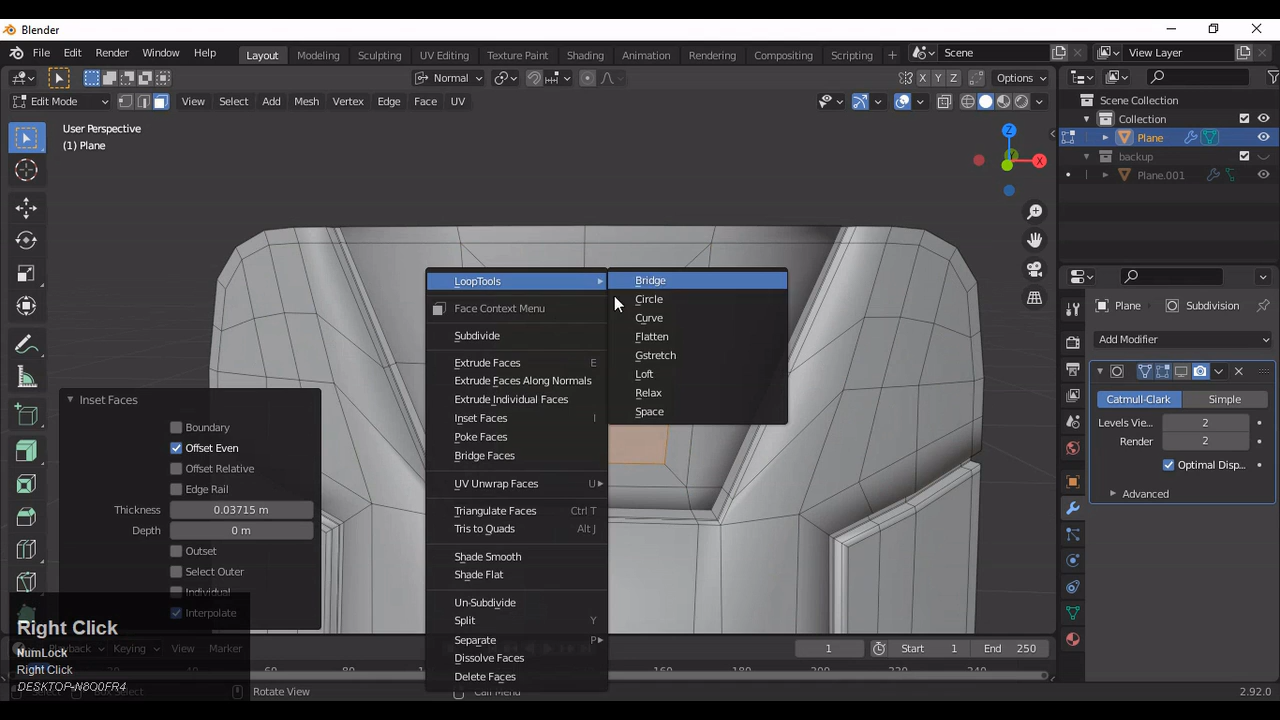 Blender
File Edit Render Window Help
Layout Modeling Sculpting UV Editing Texture Paint Shading Animation Rendering Compositing Scripting +
Scene
View Layer
Normal
X Y Z
Options
Edit Mode
View Select Add Mesh Vertex Edge Face UV
User Perspective
(1) Plane
Z
X
Scene Collection
Collection
Plane
backup
Plane.001
LoopTools
Face Context Menu
Subdivide
Extrude Faces E
Extrude Faces Along Normals
Extrude Individual Faces
Inset Faces I
Poke Faces
Bridge Faces
UV Unwrap Faces U
Triangulate Faces Ctrl T
Tris to Quads Alt J
Shade Smooth
Shade Flat
Un-Subdivide
Split Y
Separate P
Dissolve Faces
Delete Faces
Bridge
Circle
Curve
Flatten
Gstretch
Loft
Relax
Space
Inset Faces
Boundary
Offset Even
Offset Relative
Edge Rail
Thickness 0.03715 m
Depth 0 m
Outset
Select Outer
Individual
Interpolate
Plane Subdivision
Add Modifier
Catmull-Clark Simple
Levels Vie... 2
Render 2
Optimal Disp...
Advanced
Right Click
NumLock
Right Click
DESKTOP-N8Q0FR4
Playback Keying View Marker
1 Start 1 End 250
Rotate View
Call Menu
2.92.0